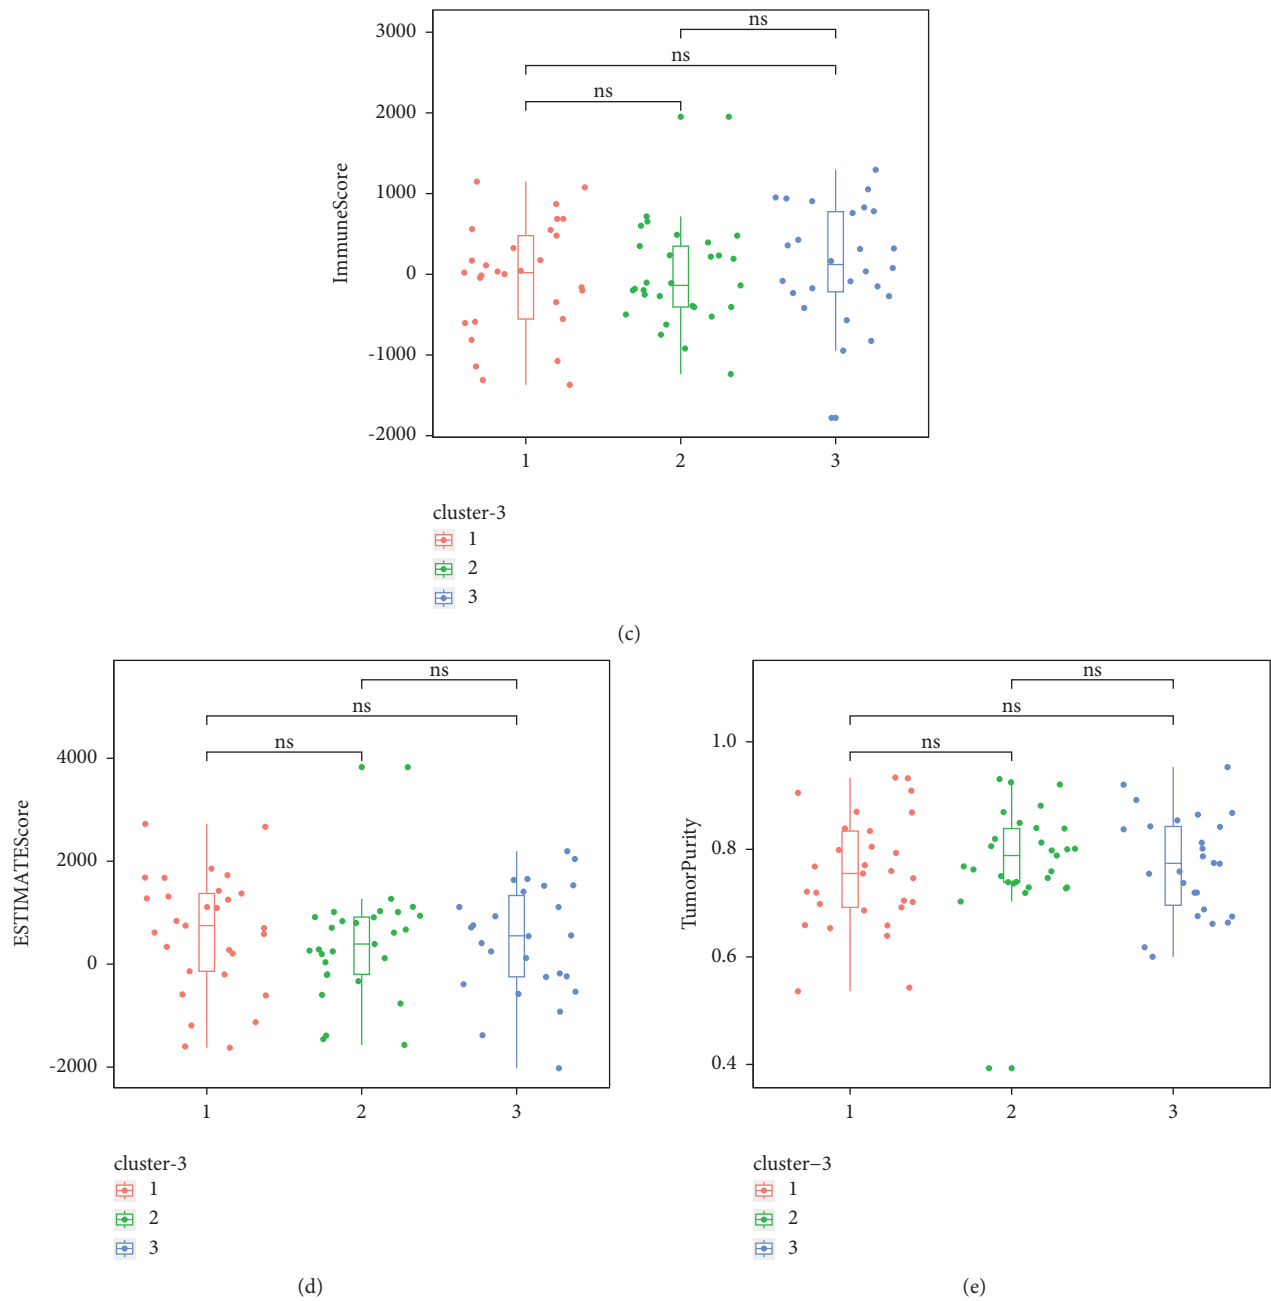 ns
3000
ns
ns
2000
1000
ImmuneScore
0
-1000
-2000
1 2 3
cluster-3
1
2
3
(c)
ns
ns
ns
4000
2000
ESTIMATEScore
0
-2000
1 2 3
cluster-3
1
2
3
(d)
ns
ns
1.0
ns
0.8
TumorPurity
0.6
0.4
1 2 3
cluster−3
1
2
3
(e)